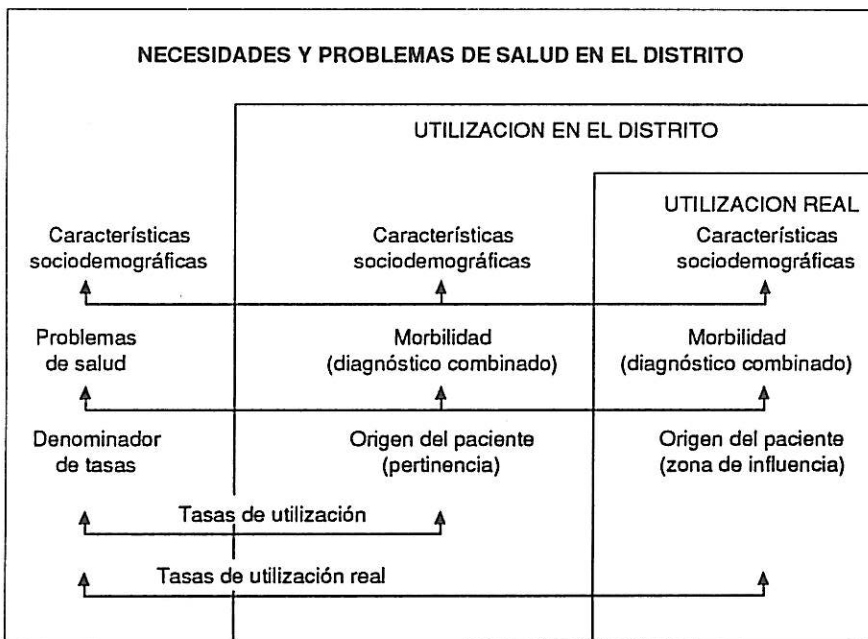 NECESIDADES Y PROBLEMAS DE SALUD EN EL DISTRITO
UTILIZACION EN EL DISTRITO
UTILIZACION REAL
Características
sociodemográficas
Características
sociodemográficas
Características
sociodemográficas
Problemas
de salud
Morbilidad
(diagnóstico combinado)
Morbilidad
(diagnóstico combinado)
Denominador
de tasas
Origen del paciente
(pertinencia)
Origen del paciente
(zona de influencia)
Tasas de utilización
Tasas de utilización real